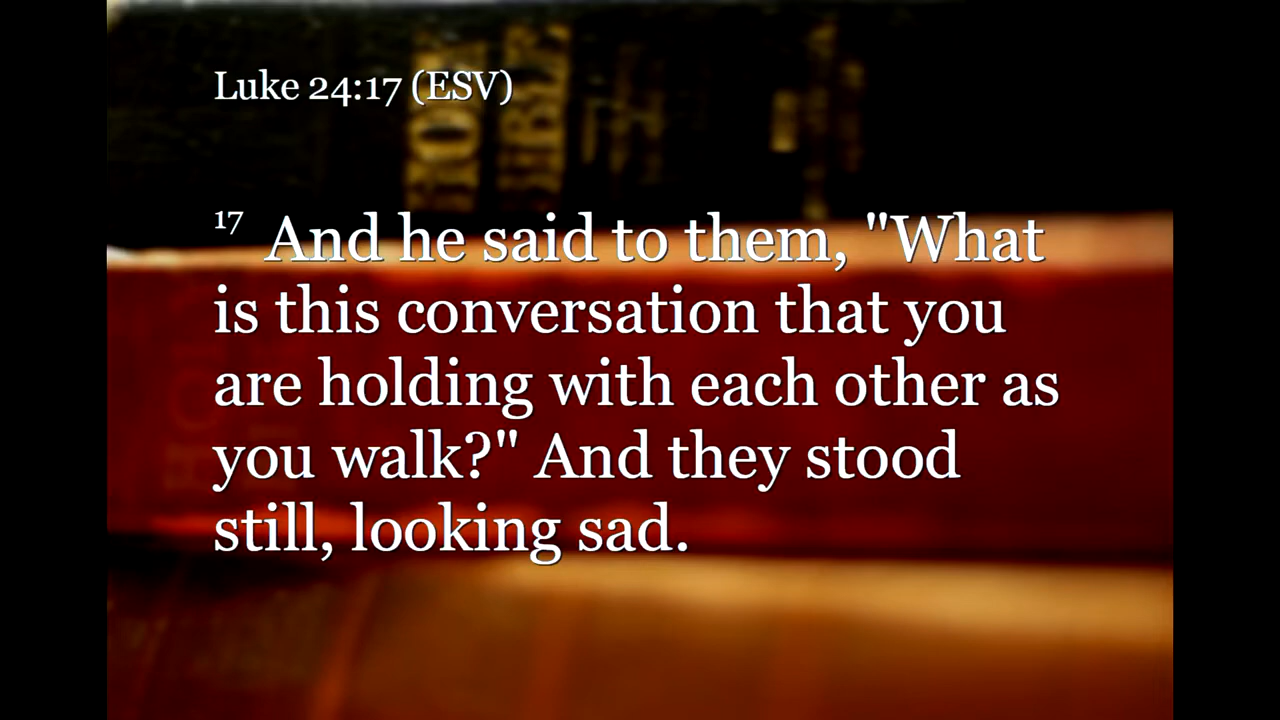 Luke 24:17 (ESV)
17 And he said to them, "What
is this conversation that you
are holding with each other as
you walk?" And they stood
still, looking sad.